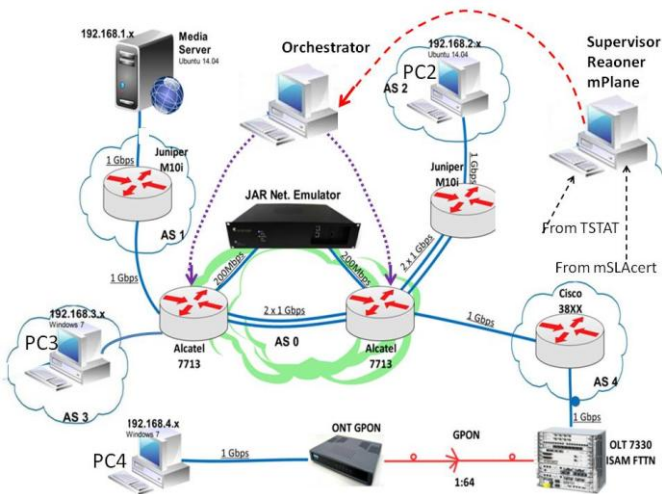 192.168.1.x
Media
Server
Ubuntu 14.04
Orchestrator
192.168.2.x
Ubuntu 14.04
PC2
AS 2
Supervisor
Reaoner
mPlane
1 Gbps
Juniper
M10i
AS 1
1 Gbps
JAR Net. Emulator
200Mbps
200Mbps
1 Gbps
Juniper
M10i
2 x 1 Gbps
From TSTAT
From mSLAcert
192.168.3.x
Windows 7
PC3
AS 3
Alcatel
7713
2 x 1 Gbps
AS 0
Alcatel
7713
1 Gbps
Cisco
38XX
AS 4
1 Gbps
192.168.4.x
Windows 7
PC4
1 Gbps
ONT GPON
GPON
1:64
OLT 7330
ISAM FTTN